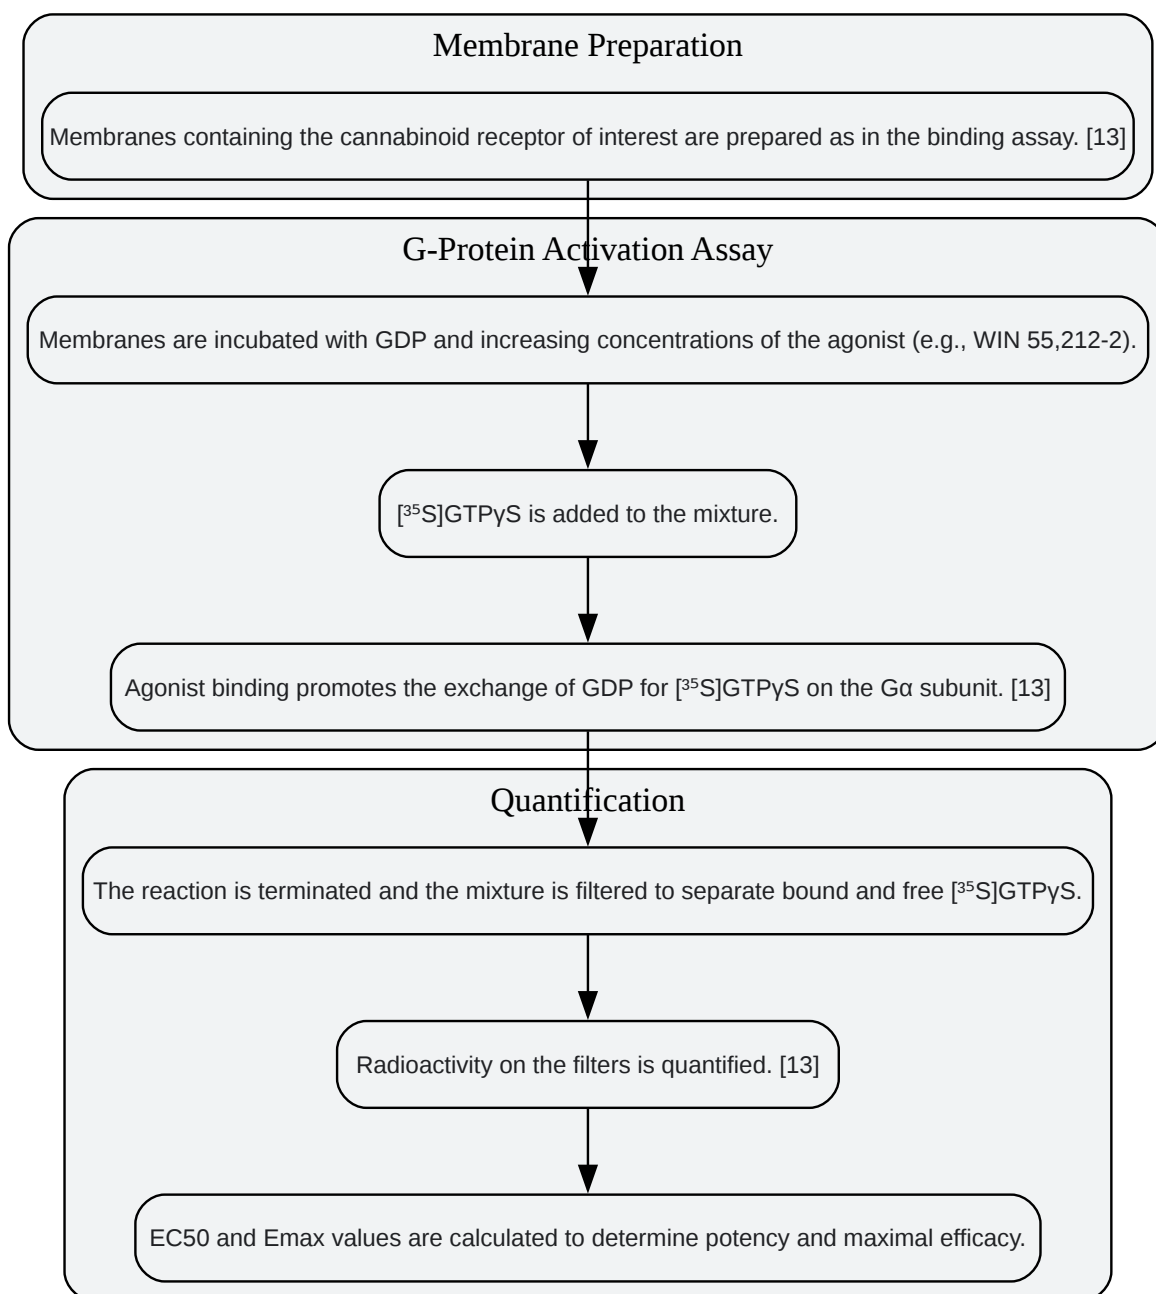 Membrane Preparation
Membranes containing the cannabinoid receptor of interest are prepared as in the binding assay. [13]
G-Protein Activation Assay
Membranes are incubated with GDP and increasing concentrations of the agonist (e.g., WIN 55,212-2).
[³⁵S]GTPγS is added to the mixture.
Agonist binding promotes the exchange of GDP for [³⁵S]GTPγS on the Gα subunit. [13]
Quantification
The reaction is terminated and the mixture is filtered to separate bound and free [³⁵S]GTPγS.
Radioactivity on the filters is quantified. [13]
EC50 and Emax values are calculated to determine potency and maximal efficacy.